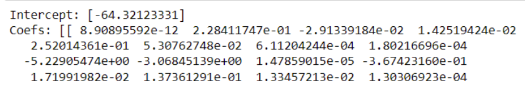 Intercept: [-64.32123331]
Coefs: [[ 8.90895592e-12 2.28411747e-01 -2.91339184e-02 1.42519424e-02
2.52014361e-01 5.30762748e-02 6.11204244e-04 1.80216696e-04
-5.22905474e+00 -3.06845139e+00 1.47859015e-05 -3.67423160e-01
1.71991982e-02 1.37361291e-01 1.33457213e-02 1.30306923e-04